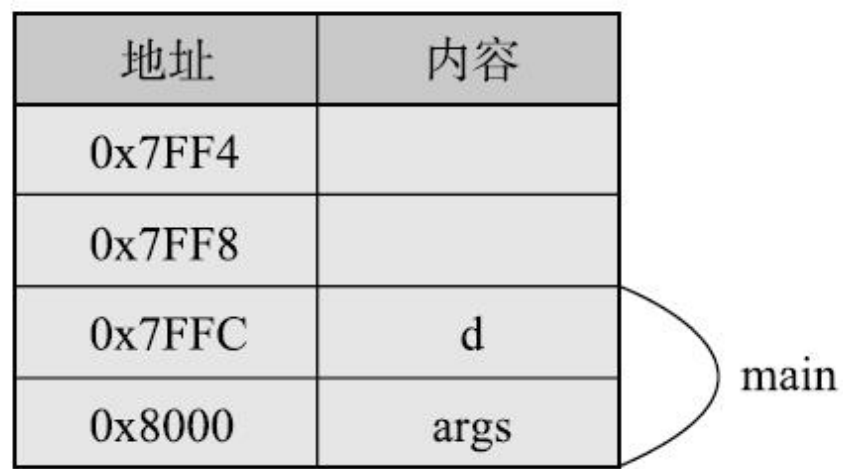 地址 内容
0x7FF4
0x7FF8
0x7FFC d
0x8000 args
main